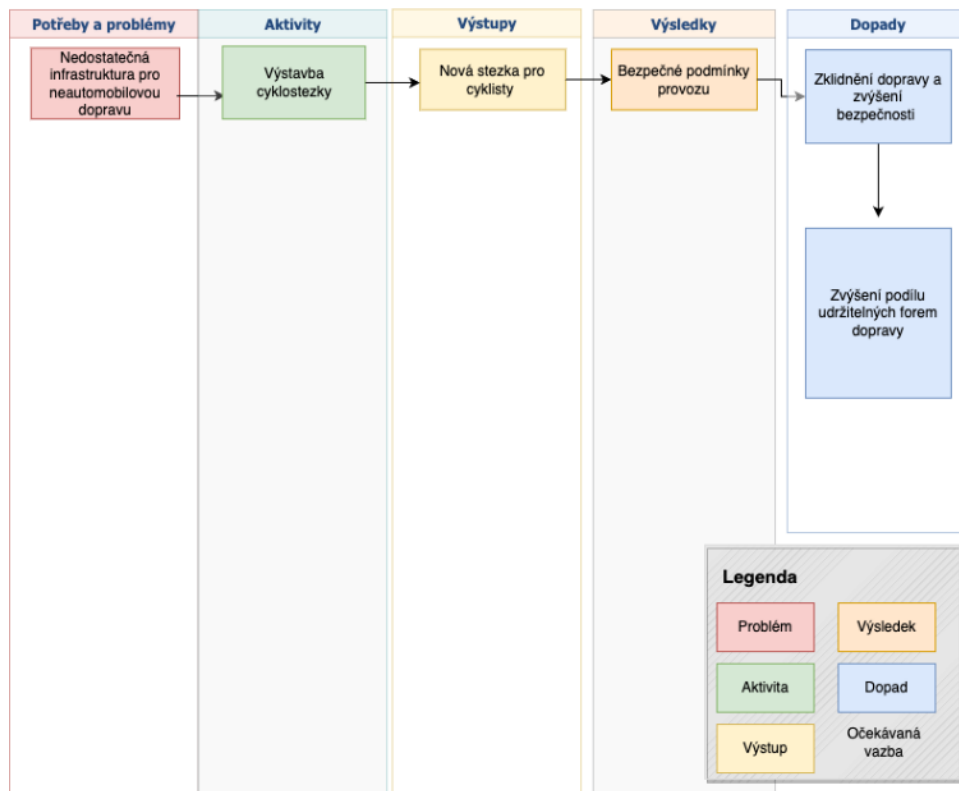 Potřeby a problémy
Aktivity
Výstupy
Výsledky
Dopady
Nedostatečná
infrastruktura pro
neautomobilovou
dopravu
Výstavba
cyklostezky
Nová stezka pro
cyklisty
Bezpečné podmínky
provozu
Zklidnění dopravy a
zvýšení
bezpečnosti
Zvýšení podílu
udržitelných forem
dopravy
Legenda
Problém
Výsledek
Aktivita
Dopad
Výstup
Očekávaná
vazba